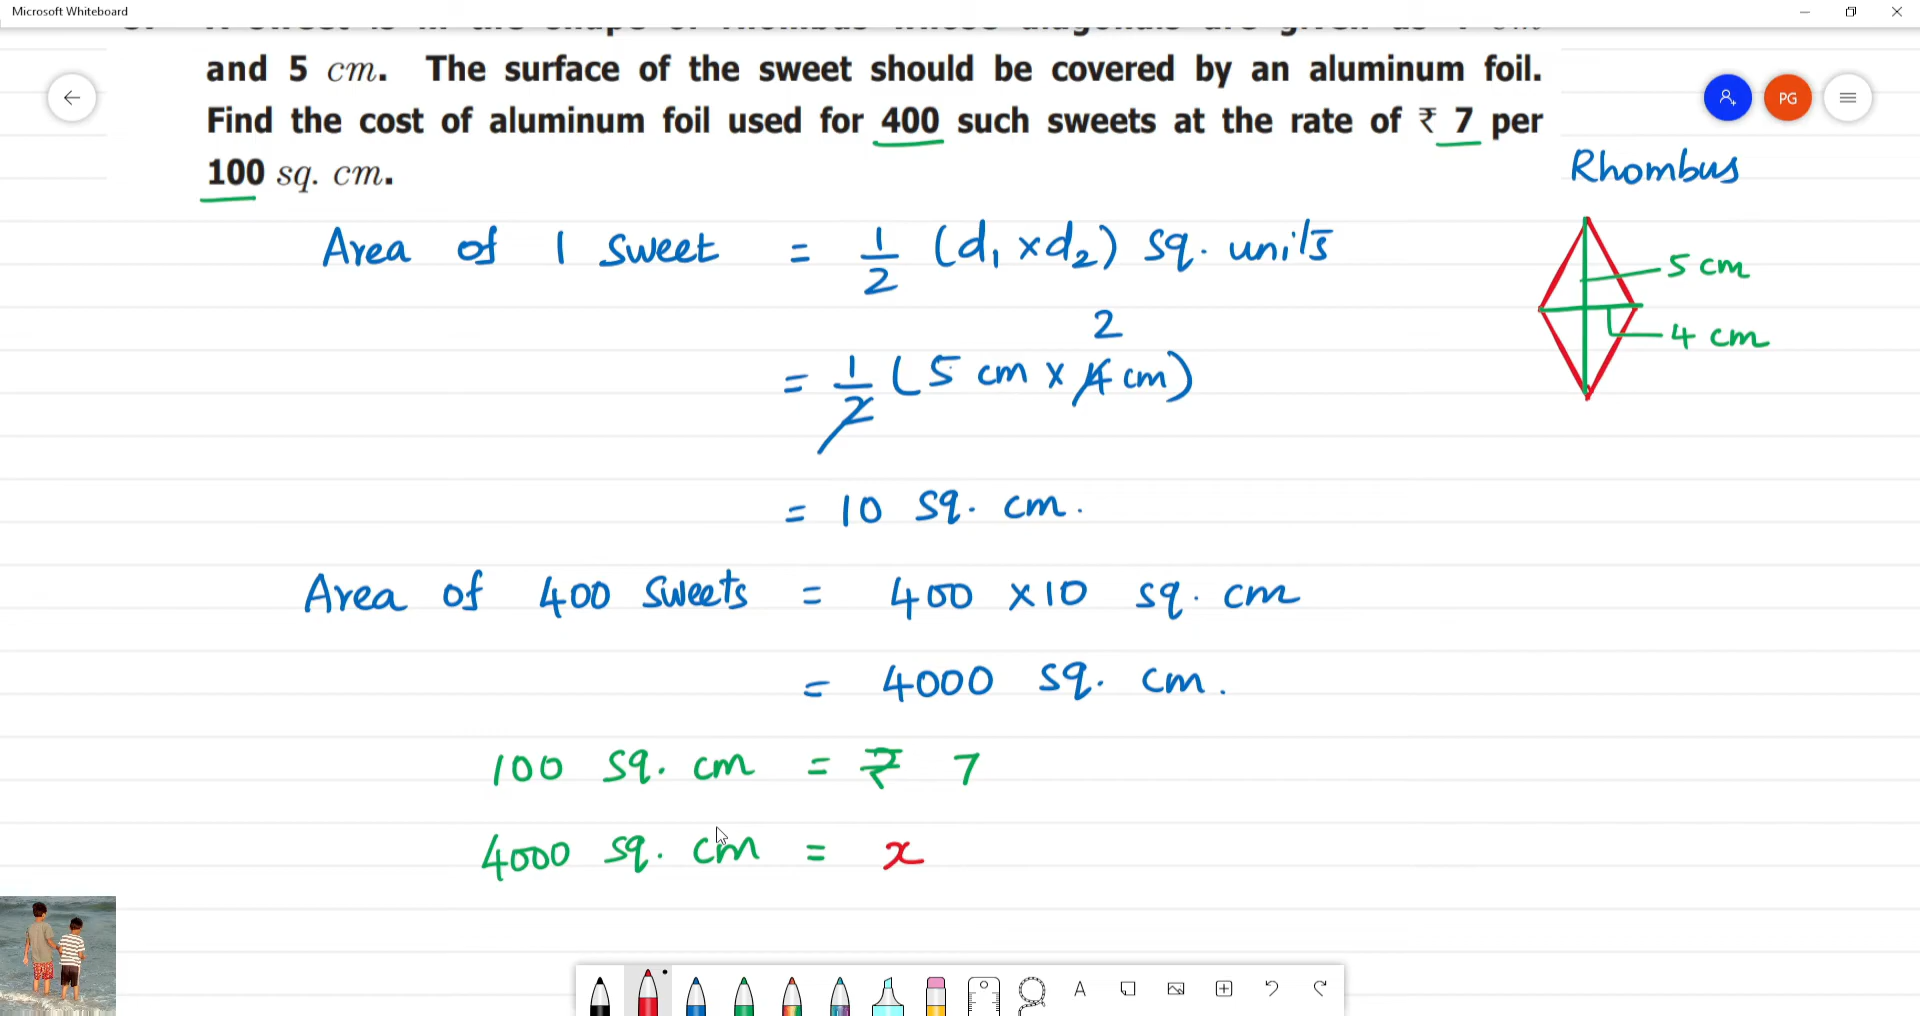 Microsoft Whiteboard
and 5 cm. The surface of the sweet should be covered by an aluminum foil.
Find the cost of aluminum foil used for 400 such sweets at the rate of ₹ 7 per
100 sq. cm.
PG
Rhombus
Area of 1 sweet = 1/2 (d₁ × d₂) sq. units
5 cm
4 cm
2
= 1/2 (5 cm × 4 cm)
= 10 sq. cm.
Area of 400 sweets = 400 × 10 sq. cm
= 4000 sq. cm.
100 sq. cm = ₹ 7
4000 sq. cm = x